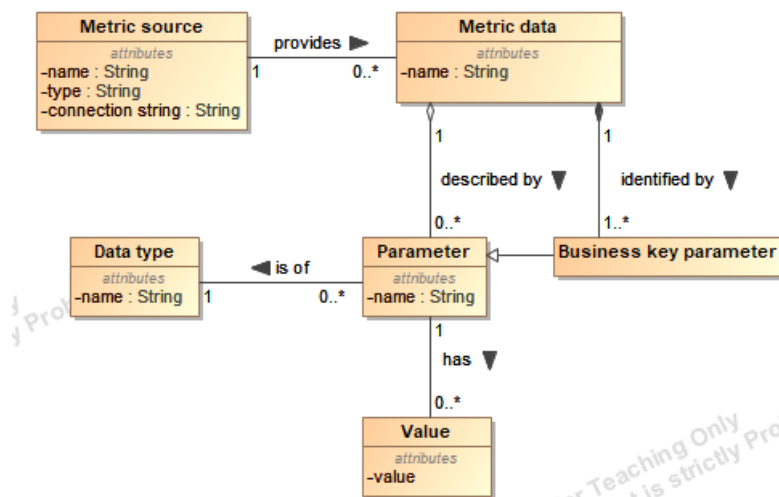 Metric source
attributes
-name : String
-type : String
-connection string : String
provides
1
0..*
Metric data
attributes
-name : String
1
described by
0..*
1
identified by
1..*
Data type
attributes
-name : String
is of
1
0..*
Parameter
attributes
-name : String
Business key parameter
1
has
0..*
Value
attributes
-value
Teaching Only
is strictly